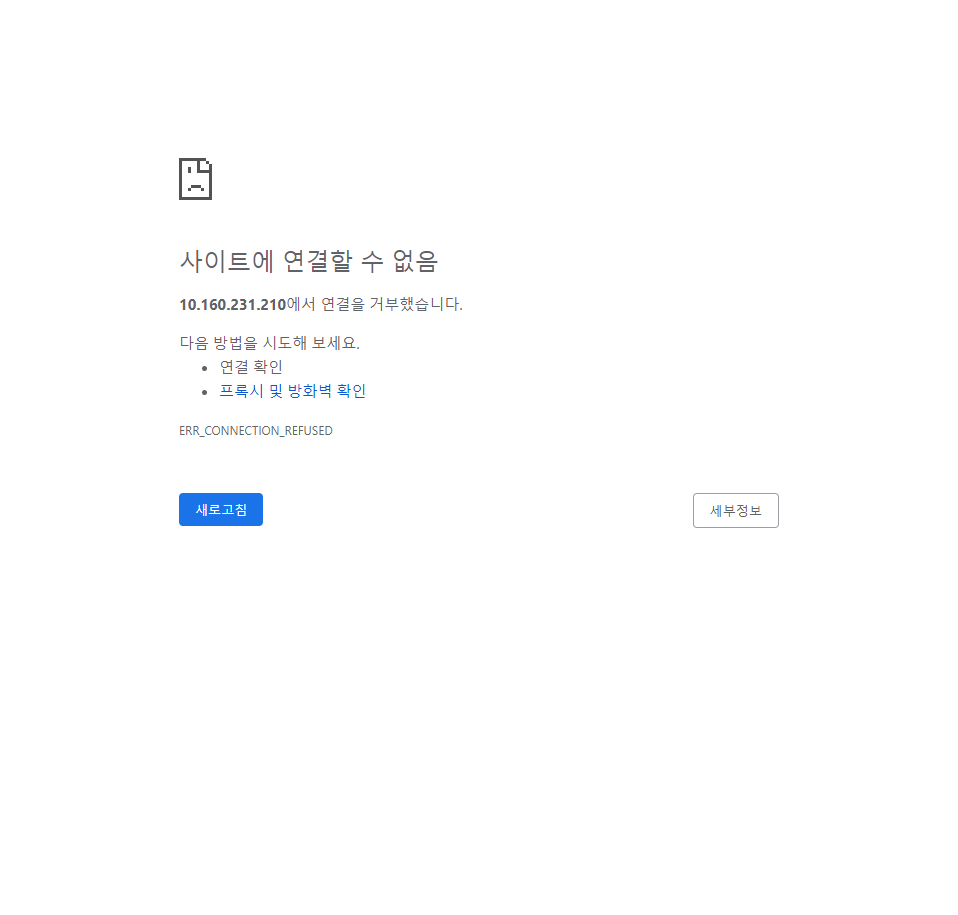 사이트에 연결할 수 없음
10.160.231.210에서 연결을 거부했습니다.
다음 방법을 시도해 보세요.
연결 확인
프록시 및 방화벽 확인
ERR_CONNECTION_REFUSED
새로고침
세부정보